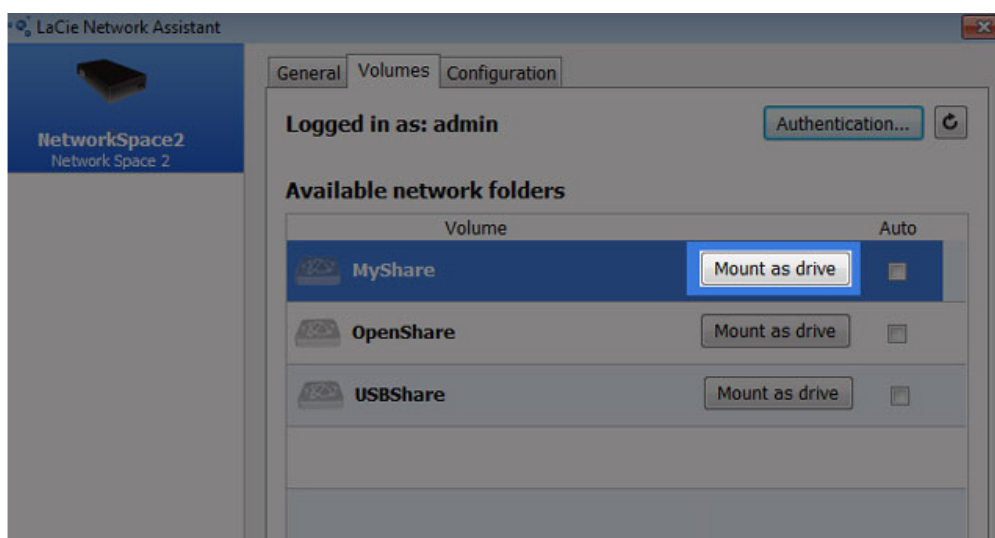 LaCie Network Assistant
General Volumes Configuration
NetworkSpace2
Network Space 2
Logged in as: admin Authentication...
Available network folders
Volume Auto
MyShare Mount as drive
OpenShare Mount as drive
USBShare Mount as drive